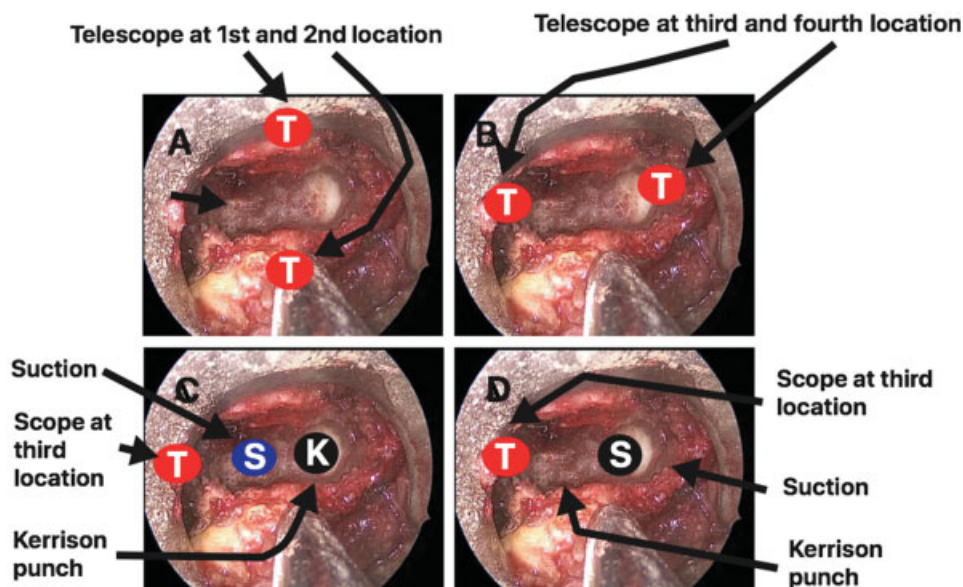 Telescope at 1st and 2nd location
Telescope at third and fourth location
A
T
T
B
T
T
Suction
Scope at
third
location
Kerrison
punch
C
T
S
K
D
T
S
Scope at third
location
Suction
Kerrison
punch